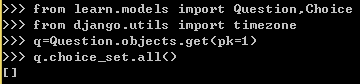 >>> from learn.models import Question,Choice
>>> from django.utils import timezone
>>> q=Question.objects.get(pk=1)
>>> q.choice_set.all()
[]